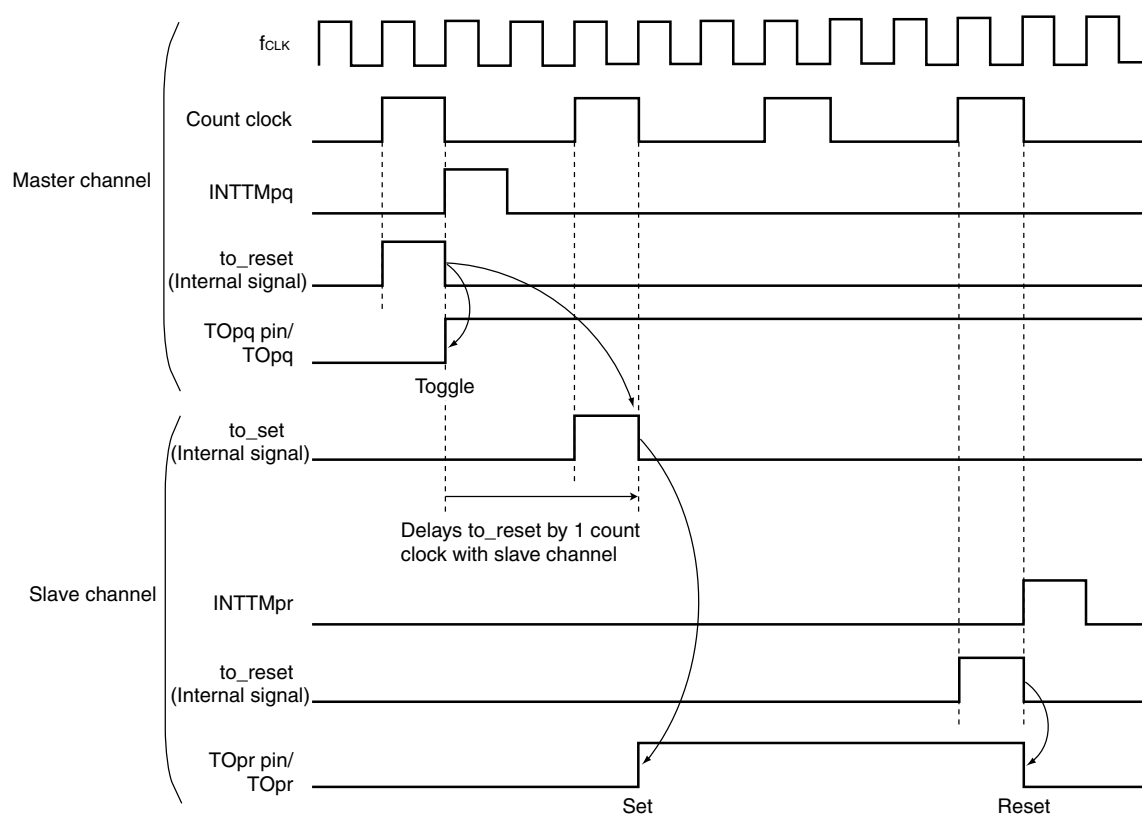 fCLK
Count clock
Master channel
INTTMpq
to_reset
(Internal signal)
TOpq pin/
TOpq
Toggle
to_set
(Internal signal)
Delays to_reset by 1 count
clock with slave channel
Slave channel
INTTMpr
to_reset
(Internal signal)
TOpr pin/
TOpr
Set
Reset